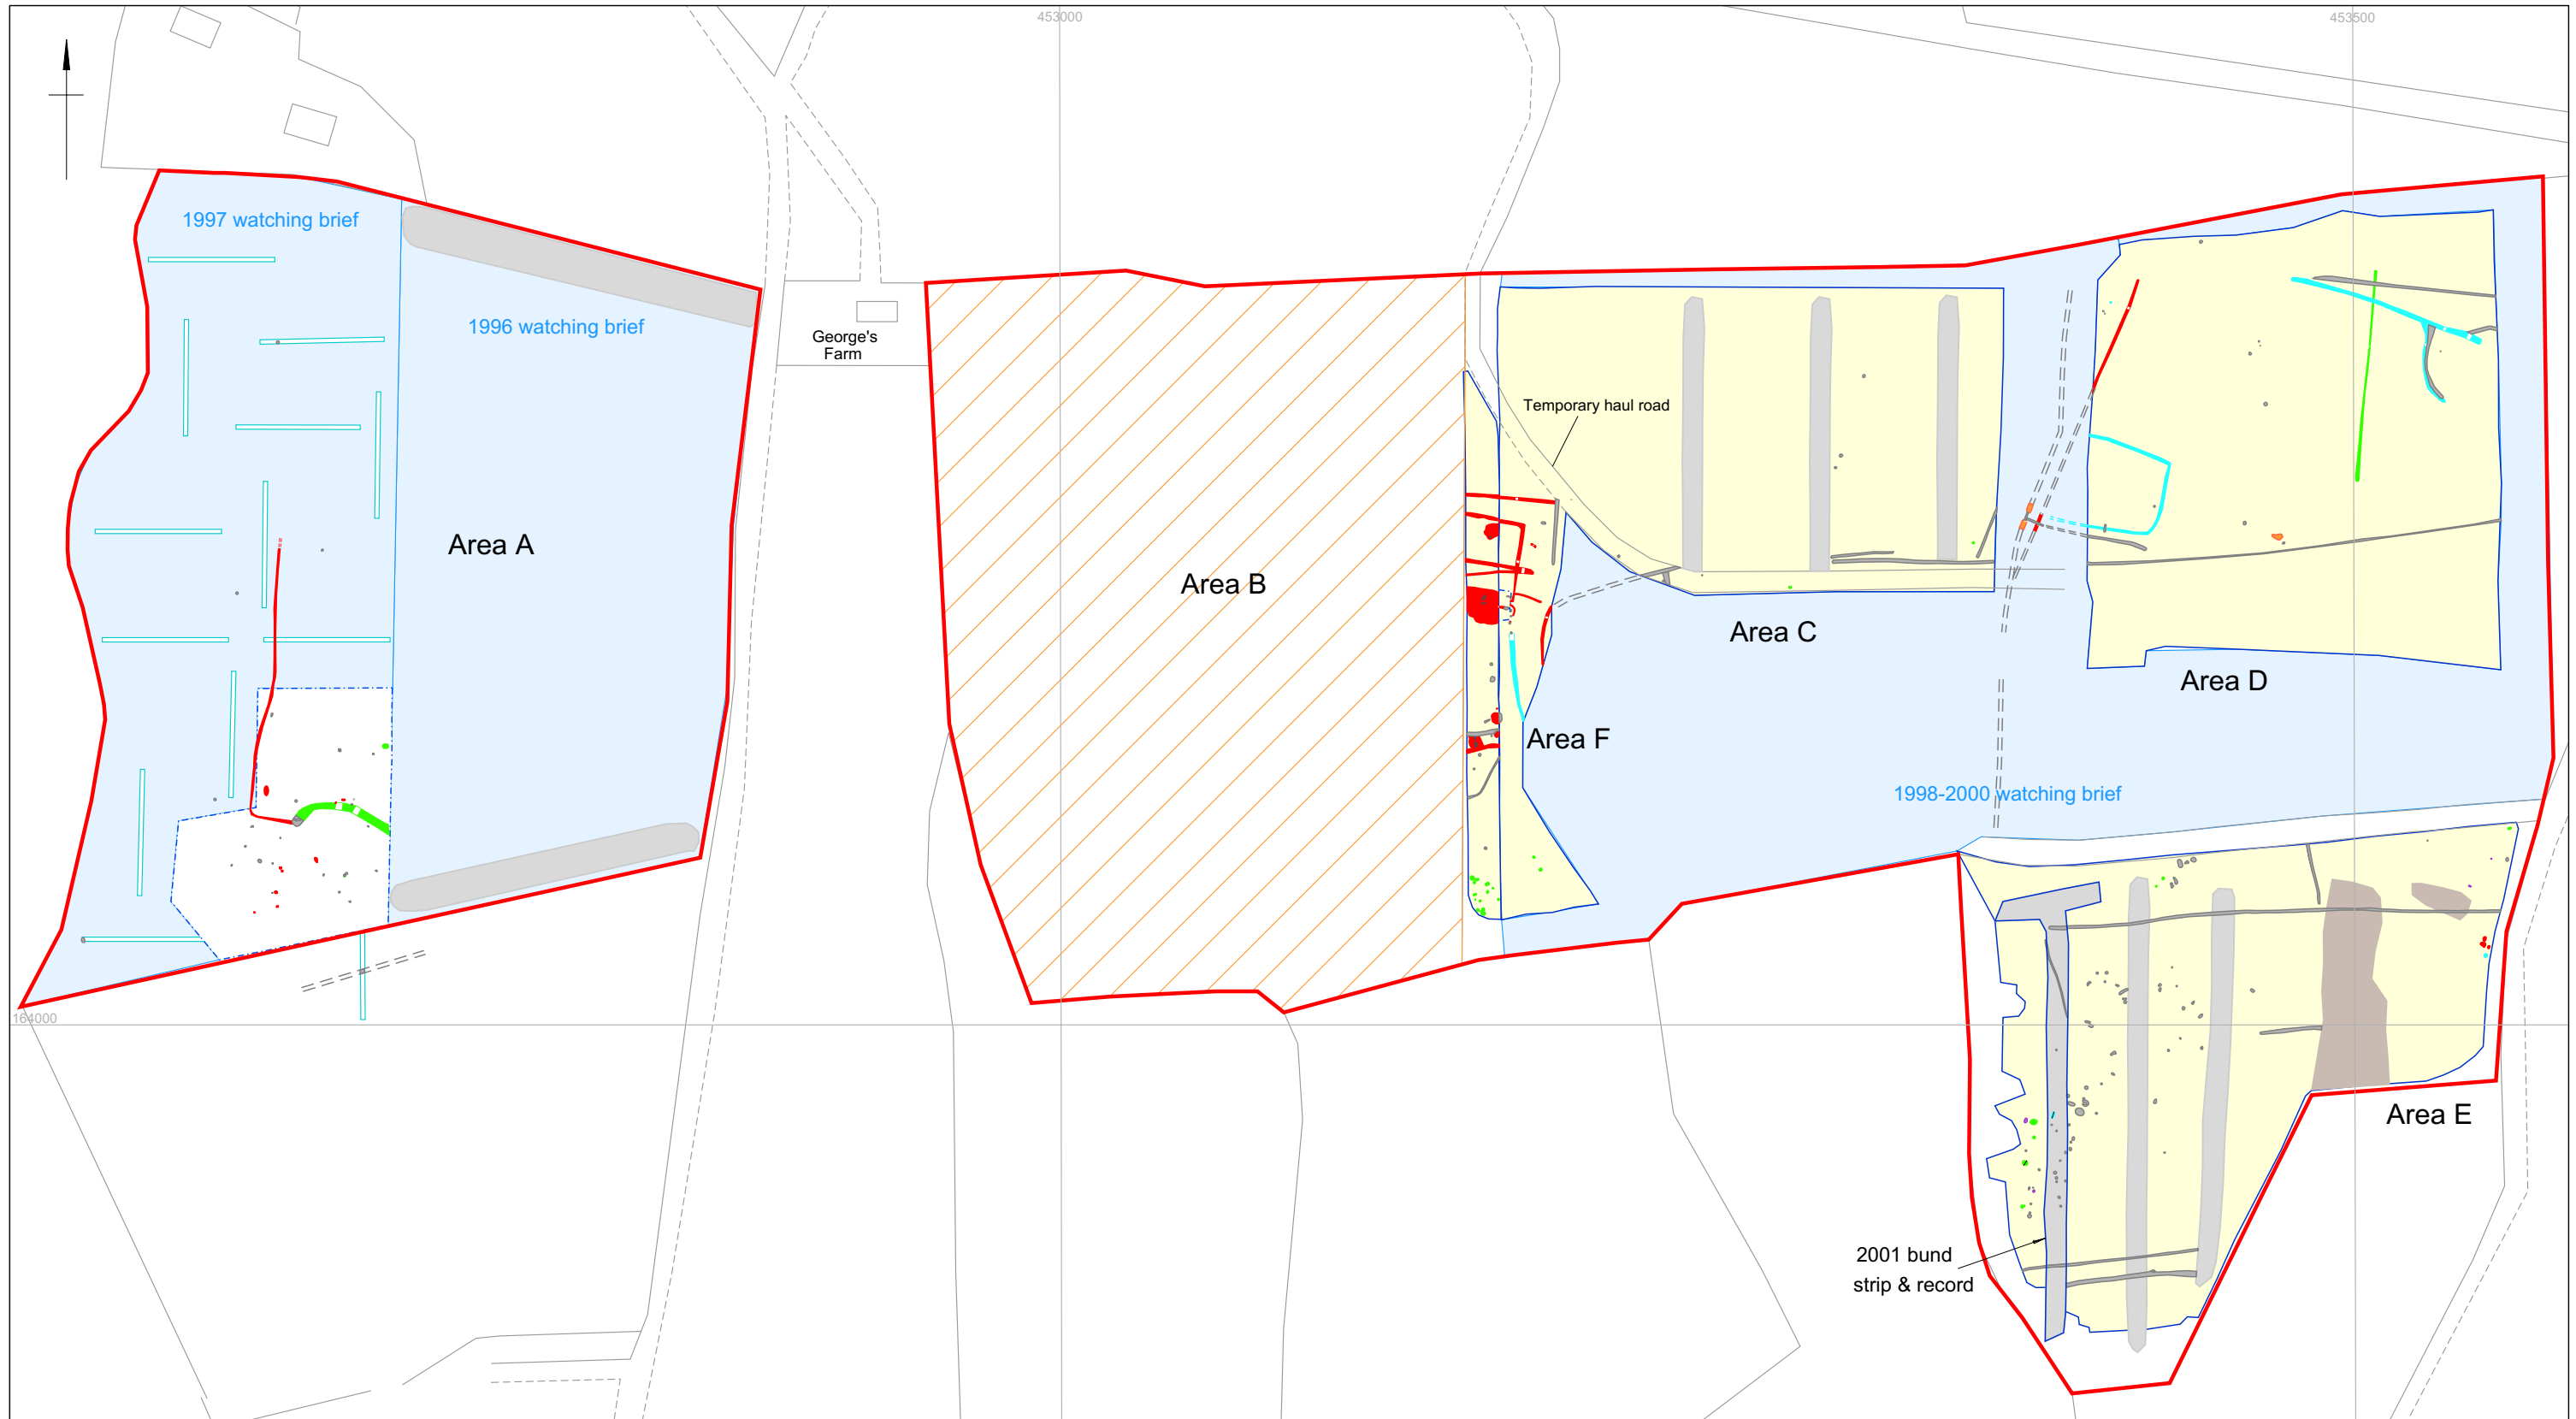 453000
453500
1997 watching brief
1996 watching brief
George's
Farm
Temporary haul road
Area A
Area B
Area C
Area D
Area F
1998-2000 watching brief
164000
Area E
2001 bund
strip & record